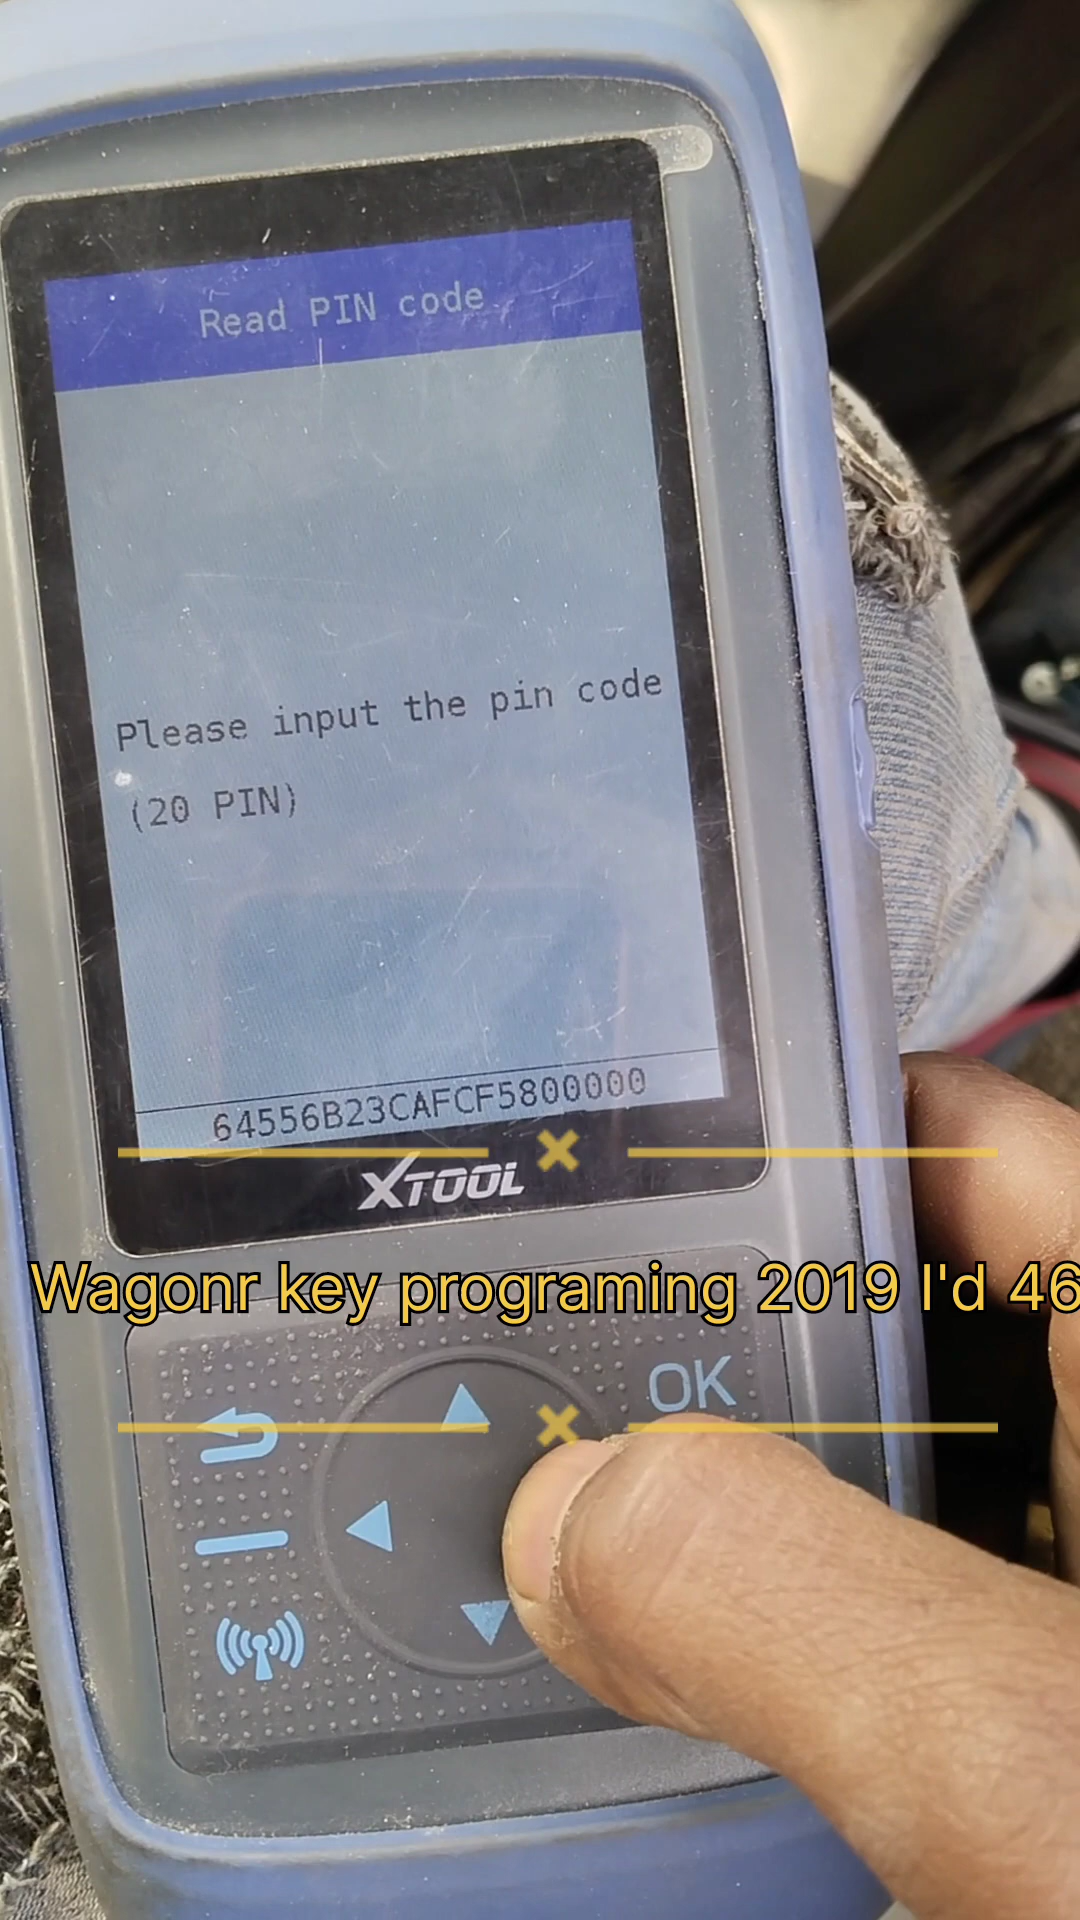 Read PIN code
Please input the pin code
(20 PIN)
64556B23CAFCF5800000
XTOOL
Wagonr key programing 2019 I'd 46
OK